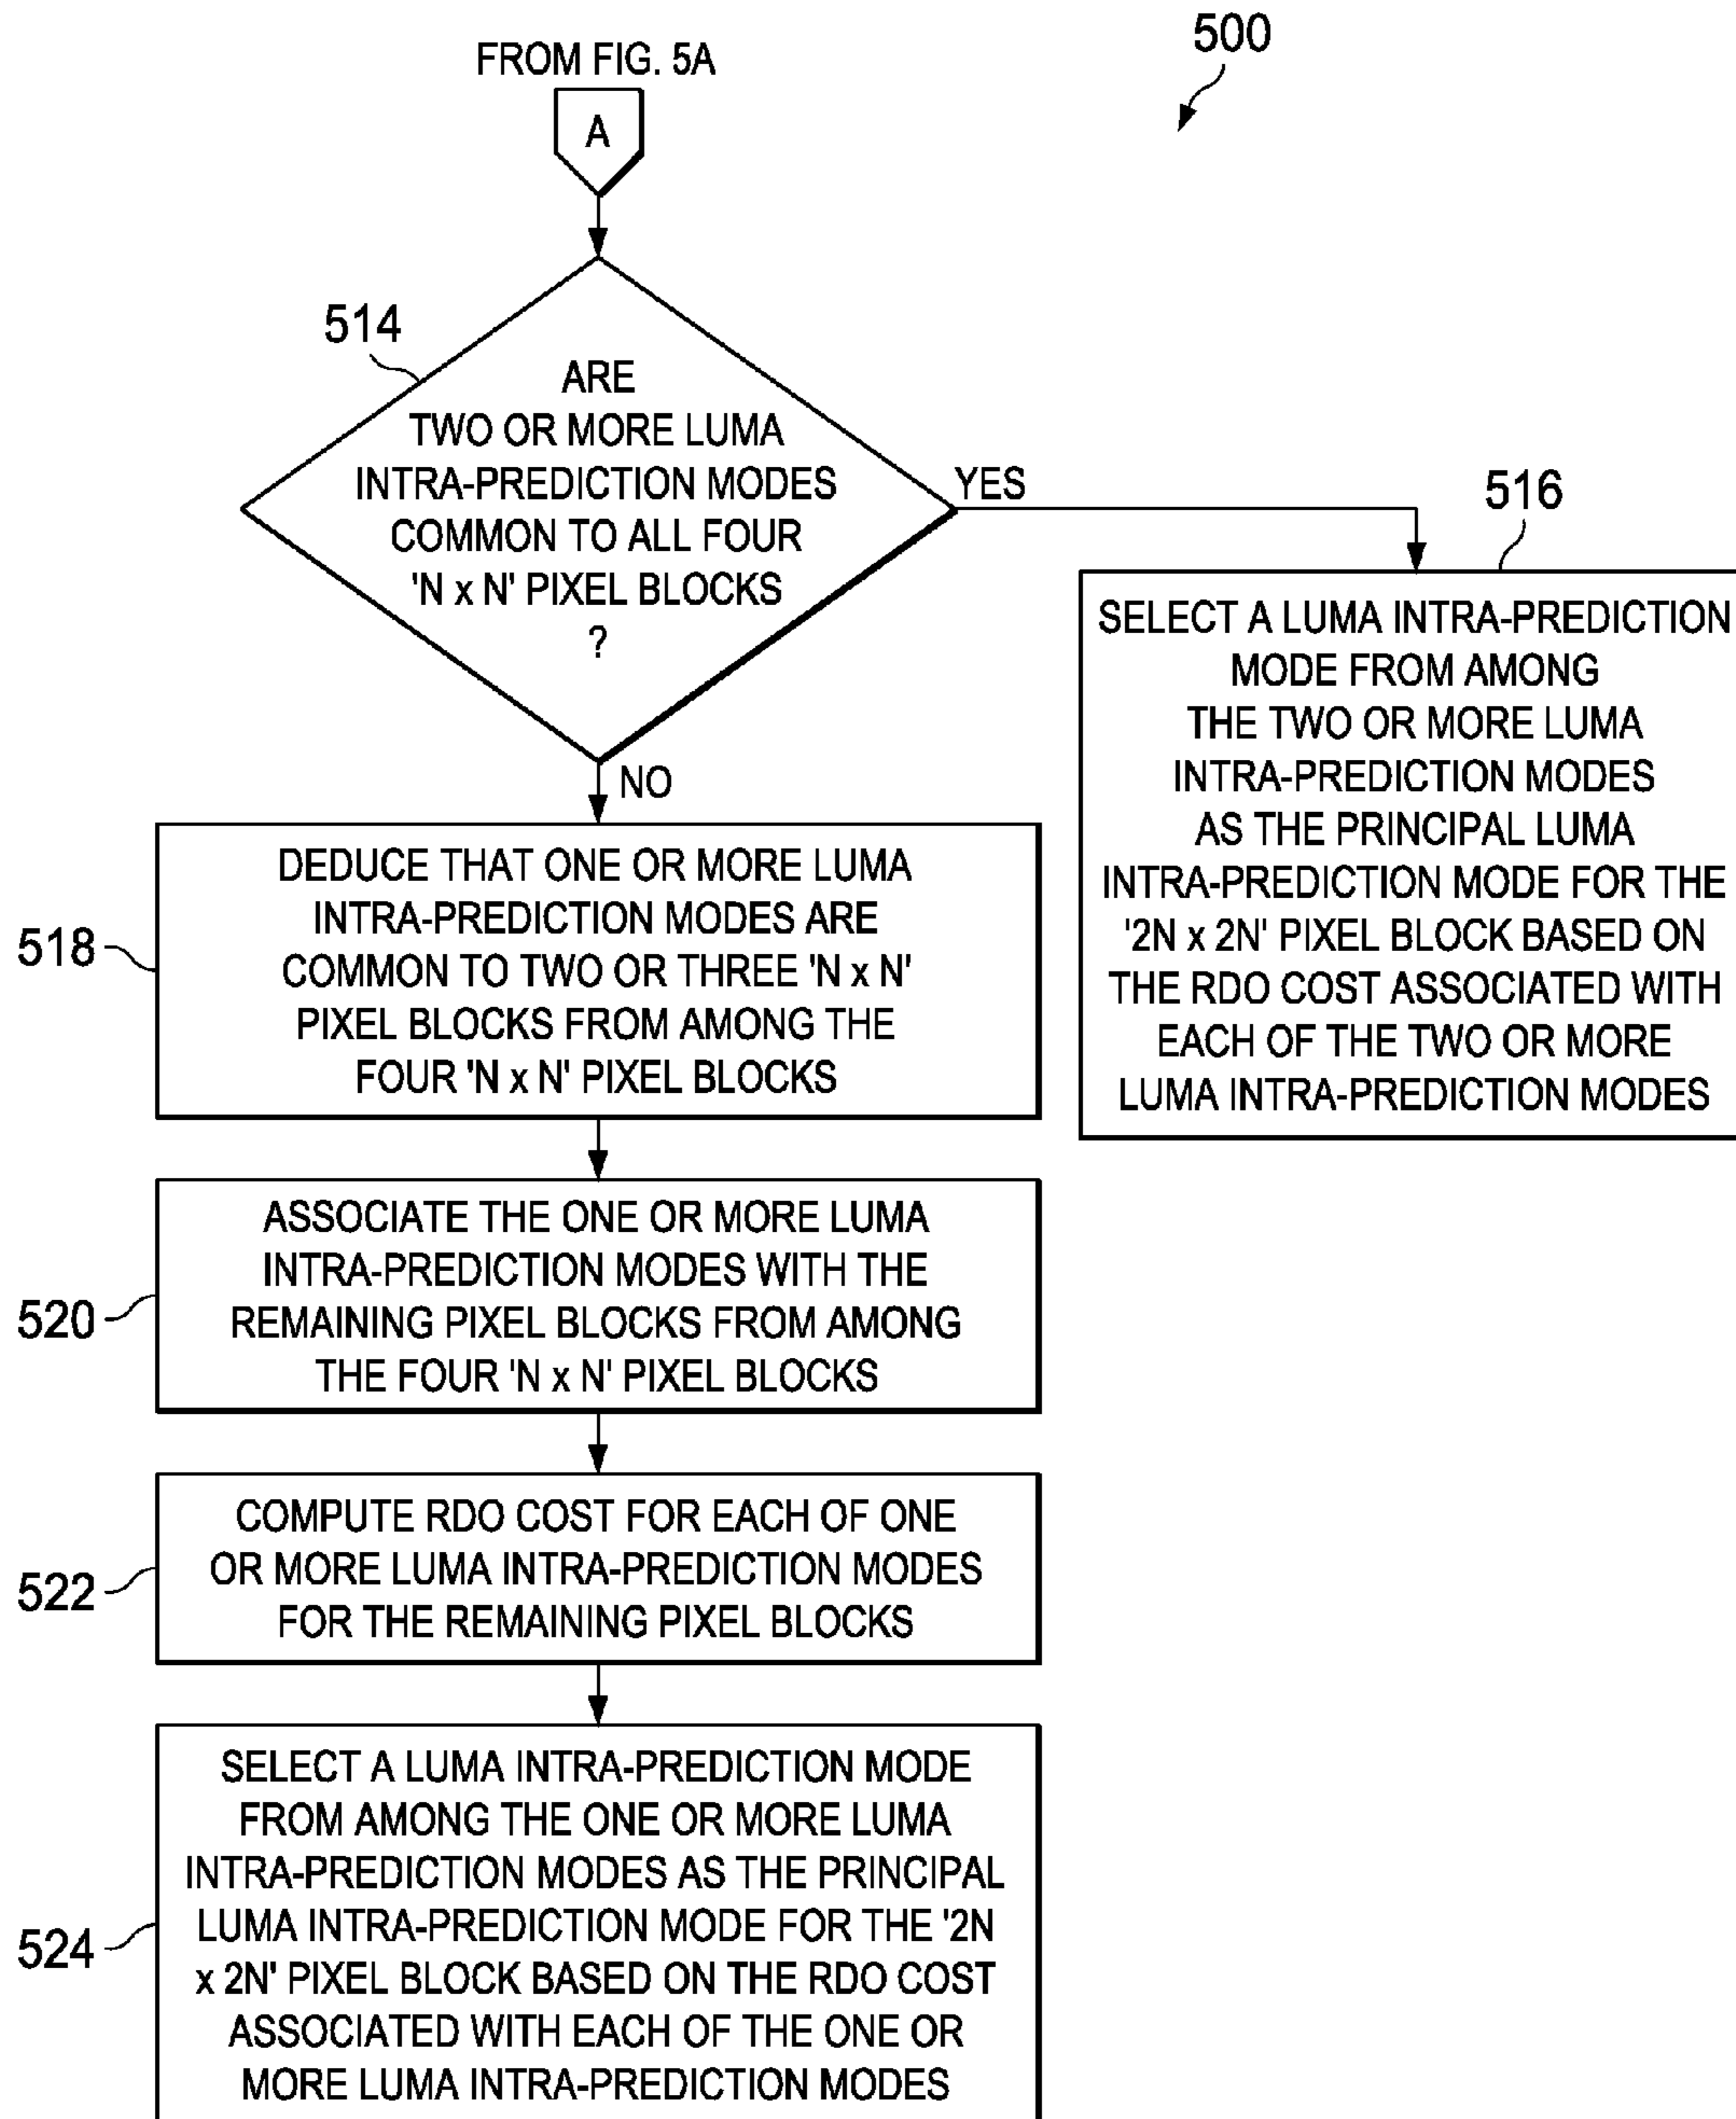 500
FROM FIG. 5A
A
514
ARE
TWO OR MORE LUMA
INTRA-PREDICTION MODES
COMMON TO ALL FOUR
'N x N' PIXEL BLOCKS
?
YES
516
SELECT A LUMA INTRA-PREDICTION
MODE FROM AMONG
THE TWO OR MORE LUMA
INTRA-PREDICTION MODES
AS THE PRINCIPAL LUMA
INTRA-PREDICTION MODE FOR THE
'2N x 2N' PIXEL BLOCK BASED ON
THE RDO COST ASSOCIATED WITH
EACH OF THE TWO OR MORE
LUMA INTRA-PREDICTION MODES
NO
518
DEDUCE THAT ONE OR MORE LUMA
INTRA-PREDICTION MODES ARE
COMMON TO TWO OR THREE 'N x N'
PIXEL BLOCKS FROM AMONG THE
FOUR 'N x N' PIXEL BLOCKS
520
ASSOCIATE THE ONE OR MORE LUMA
INTRA-PREDICTION MODES WITH THE
REMAINING PIXEL BLOCKS FROM AMONG
THE FOUR 'N x N' PIXEL BLOCKS
522
COMPUTE RDO COST FOR EACH OF ONE
OR MORE LUMA INTRA-PREDICTION MODES
FOR THE REMAINING PIXEL BLOCKS
524
SELECT A LUMA INTRA-PREDICTION MODE
FROM AMONG THE ONE OR MORE LUMA
INTRA-PREDICTION MODES AS THE PRINCIPAL
LUMA INTRA-PREDICTION MODE FOR THE '2N
x 2N' PIXEL BLOCK BASED ON THE RDO COST
ASSOCIATED WITH EACH OF THE ONE OR
MORE LUMA INTRA-PREDICTION MODES